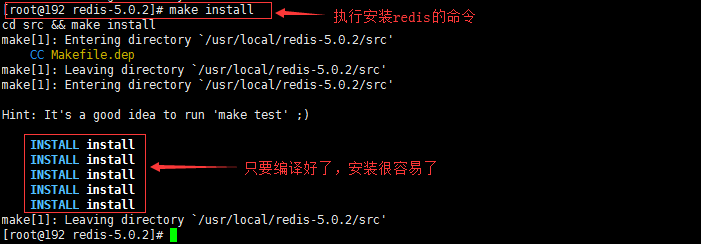 [root@192 redis-5.0.2]# make install
执行安装redis的命令
cd src && make install
make[1]: Entering directory `/usr/local/redis-5.0.2/src'
CC Makefile.dep
make[1]: Leaving directory `/usr/local/redis-5.0.2/src'
make[1]: Entering directory `/usr/local/redis-5.0.2/src'
Hint: It's a good idea to run 'make test' ;)
INSTALL install
INSTALL install
INSTALL install
INSTALL install
INSTALL install
只要编译好了，安装很容易了
make[1]: Leaving directory `/usr/local/redis-5.0.2/src'
[root@192 redis-5.0.2]#